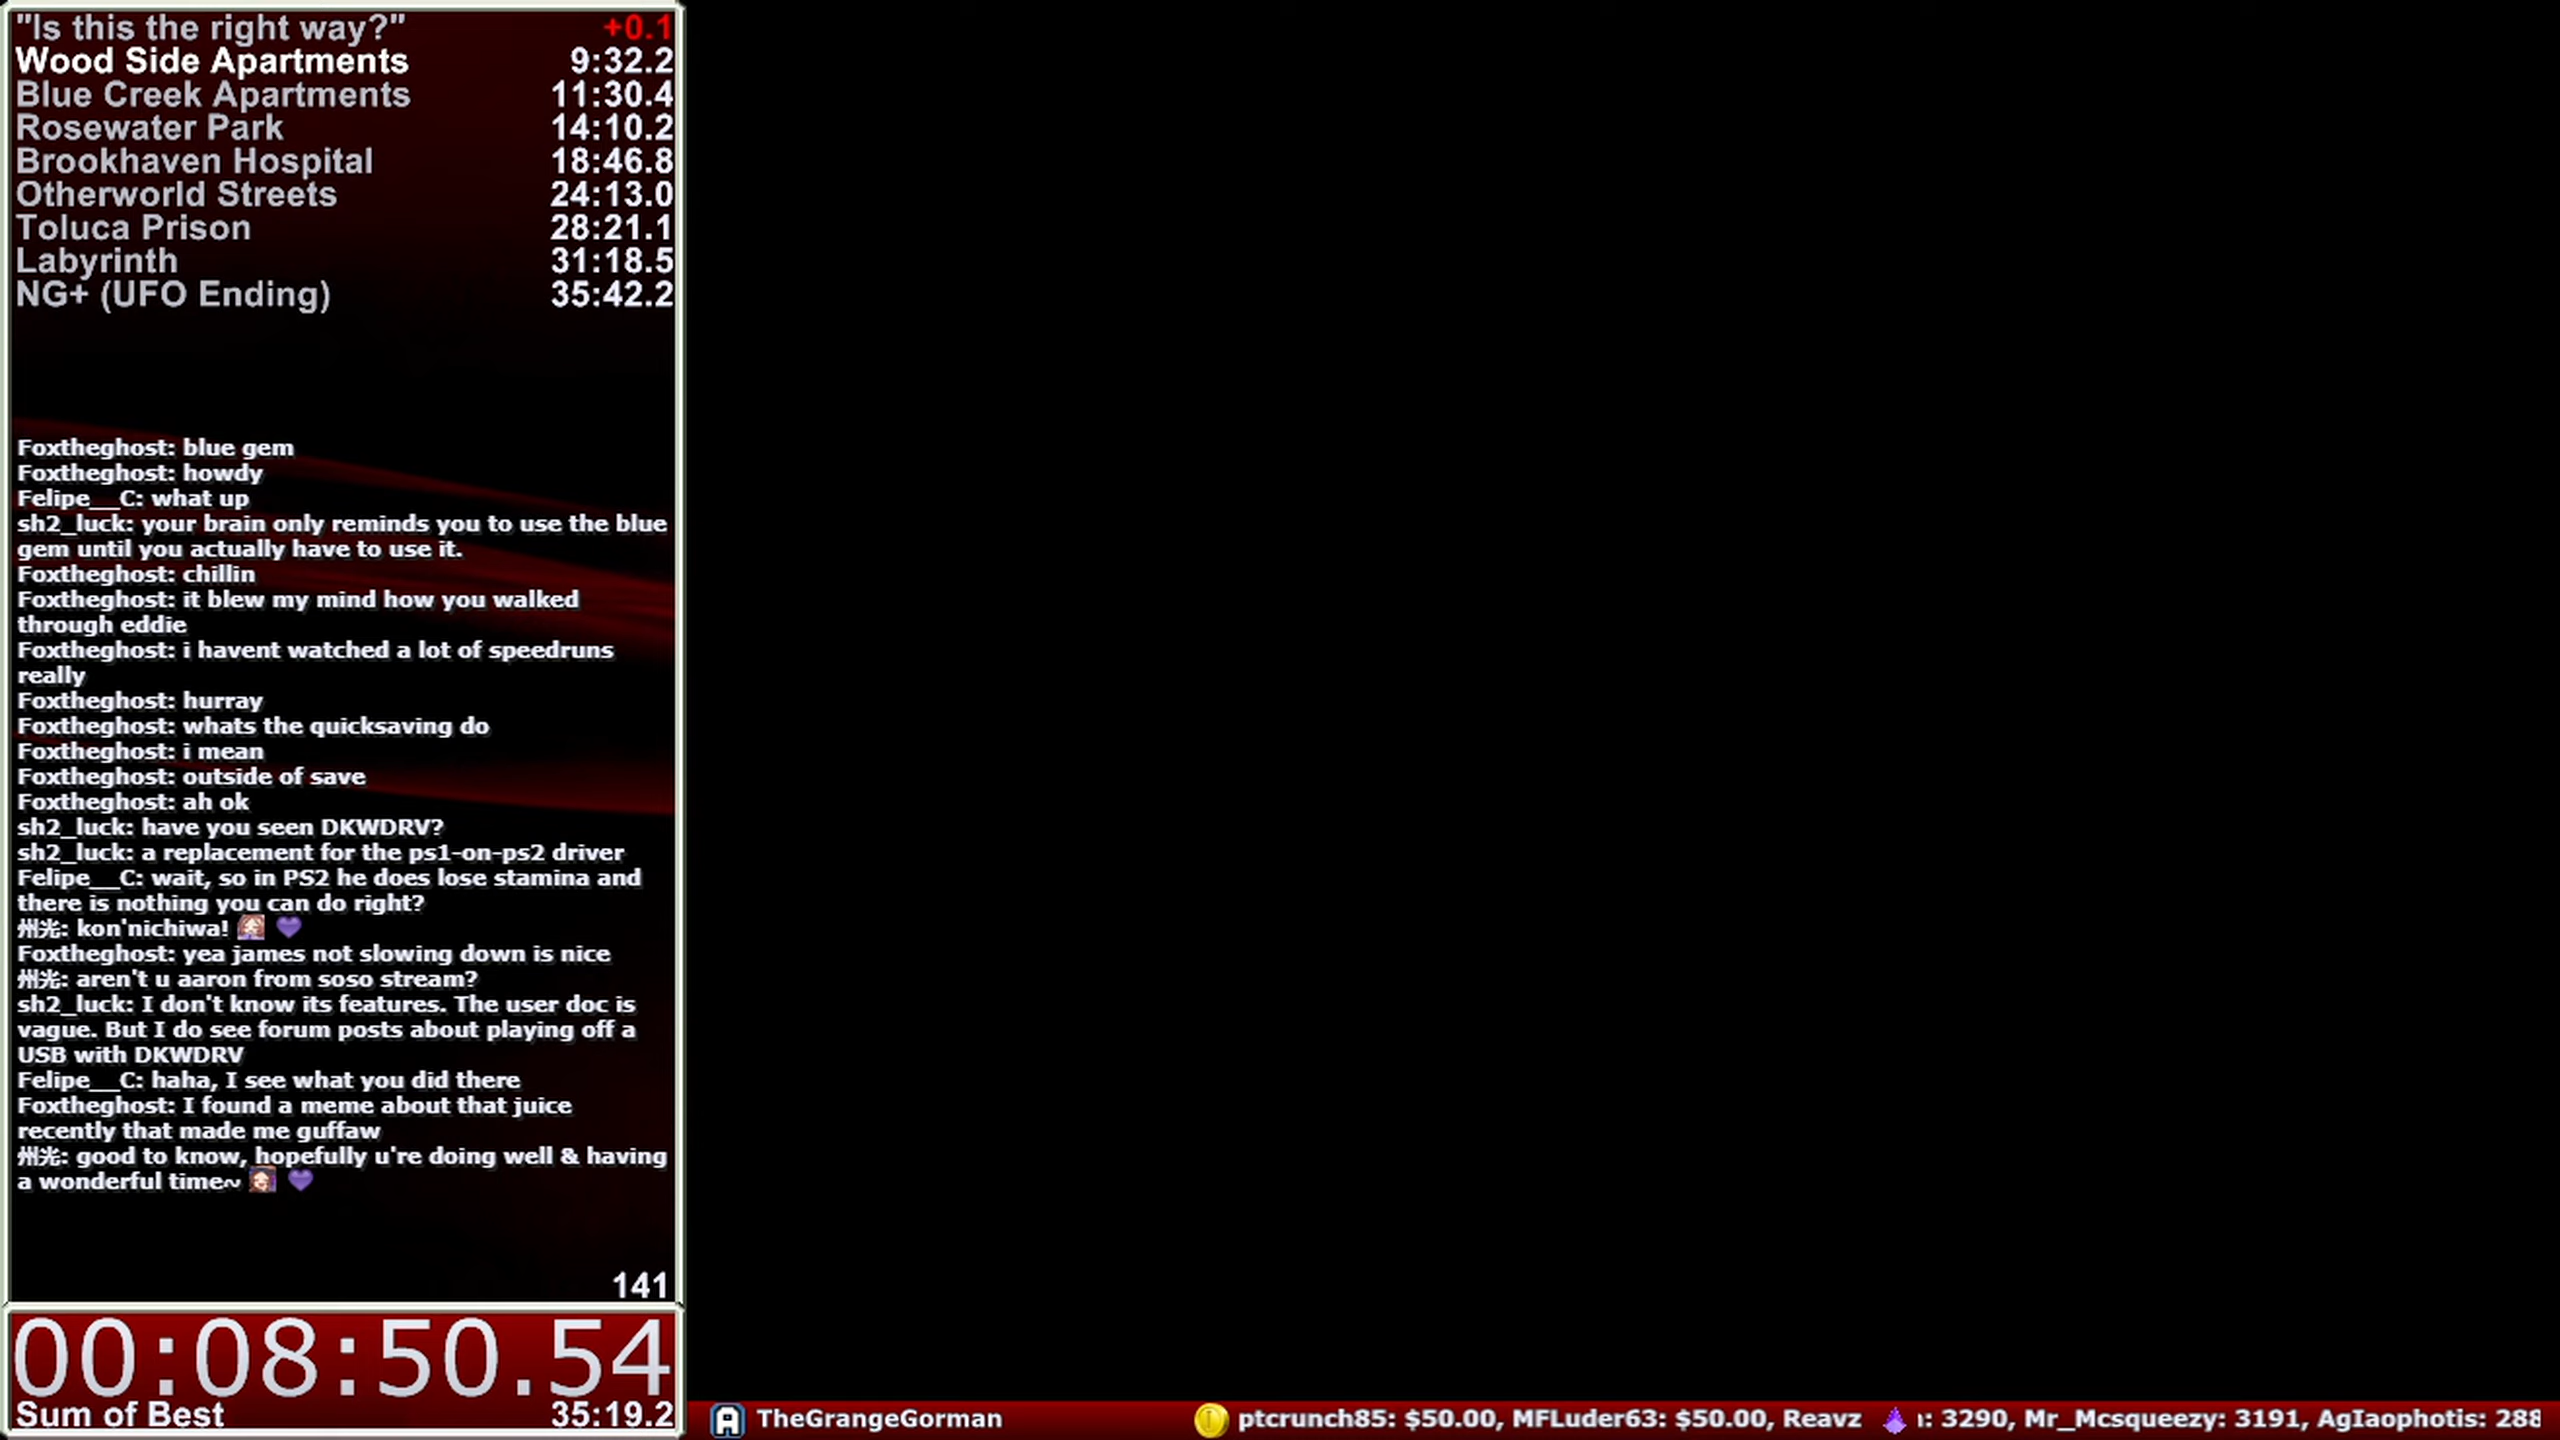 "Is this the right way?" +0.1
Wood Side Apartments 9:32.2
Blue Creek Apartments 11:30.4
Rosewater Park 14:10.2
Brookhaven Hospital 18:46.8
Otherworld Streets 24:13.0
Toluca Prison 28:21.1
Labyrinth 31:18.5
NG+ (UFO Ending) 35:42.2
Foxtheghost: blue gem
Foxtheghost: howdy
Felipe__C: what up
sh2_luck: your brain only reminds you to use the blue
gem until you actually have to use it.
Foxtheghost: chillin
Foxtheghost: it blew my mind how you walked
through eddie
Foxtheghost: i havent watched a lot of speedruns
really
Foxtheghost: hurray
Foxtheghost: whats the quicksaving do
Foxtheghost: i mean
Foxtheghost: outside of save
Foxtheghost: ah ok
sh2_luck: have you seen DKWDRV?
sh2_luck: a replacement for the ps1-on-ps2 driver
Felipe__C: wait, so in PS2 he does lose stamina and
there is nothing you can do right?
州光: kon'nichiwa! 💜
Foxtheghost: yea james not slowing down is nice
州光: aren't u aaron from soso stream?
sh2_luck: I don't know its features. The user doc is
vague. But I do see forum posts about playing off a
USB with DKWDRV
Felipe__C: haha, I see what you did there
Foxtheghost: I found a meme about that juice
recently that made me guffaw
州光: good to know, hopefully u're doing well & having
a wonderful time~ 💜
141
00:08:50.54
Sum of Best 35:19.2
TheGrangeGorman ptcrunch85: $50.00, MFLuder63: $50.00, Reavz : 3290, Mr_Mcsqueezy: 3191, AgIaophotis: 288